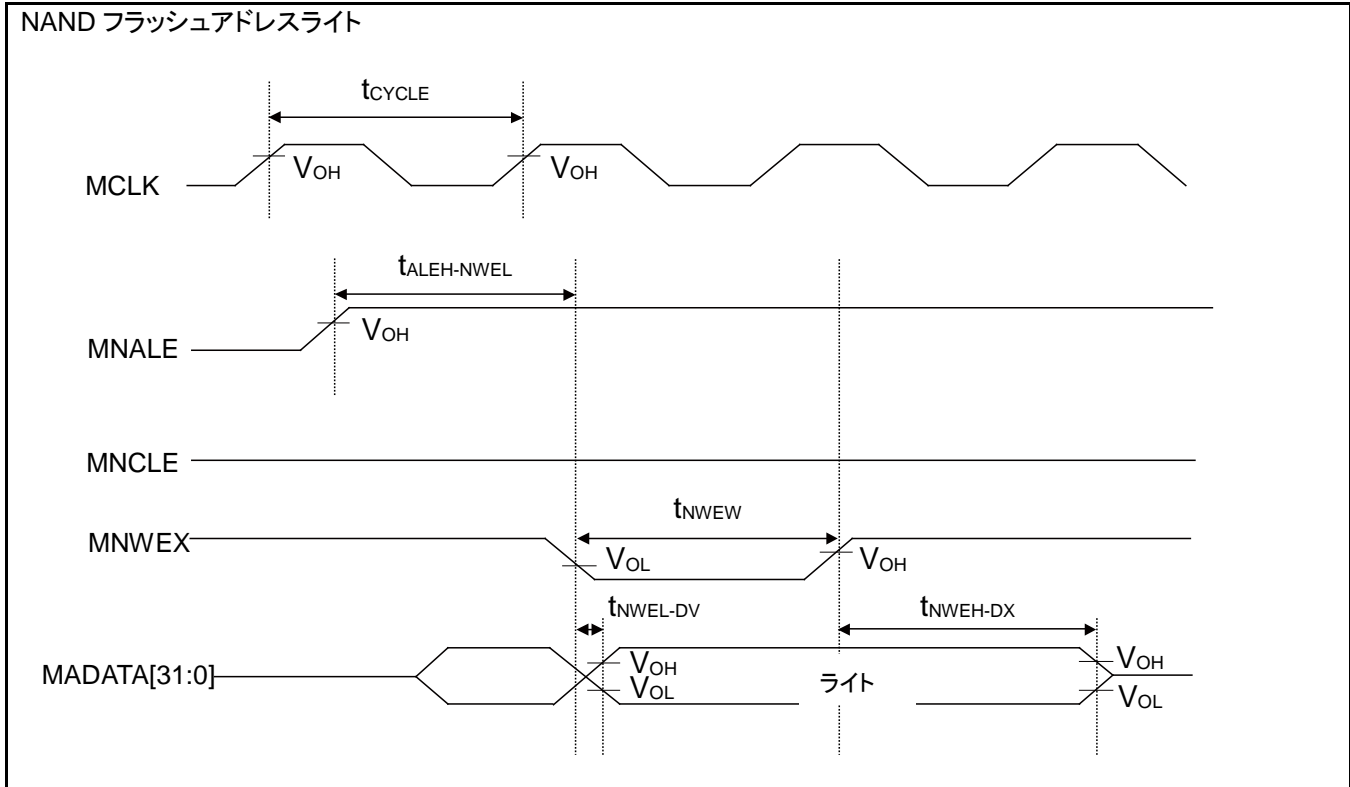 NAND フラッシュアドレスライト
tCYCLE
MCLK
VOH
VOH
tALEH-NWEL
MNALE
VOH
MNCLE
tNWEW
MNWEX
VOL
VOH
tNWEL-DV
tNWEH-DX
MADATA[31:0]
VOH
VOL
ライト
VOH
VOL